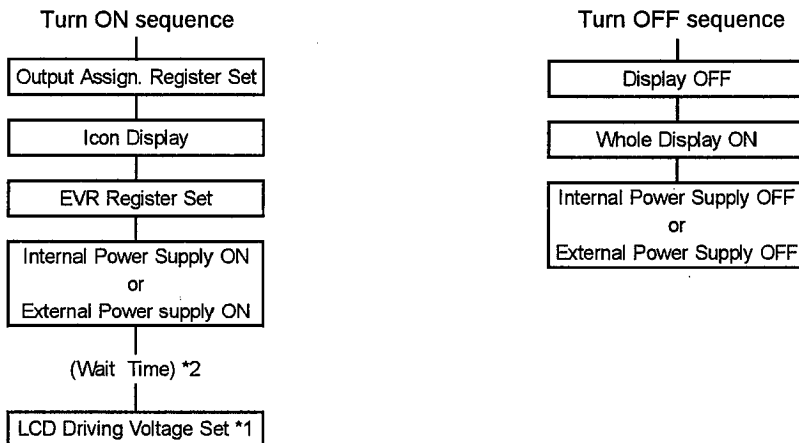 Turn ON sequence
Output Assign. Register Set
Icon Display
EVR Register Set
Internal Power Supply ON
or
External Power supply ON
(Wait Time) *2
LCD Driving Voltage Set *1
Turn OFF sequence
Display OFF
Whole Display ON
Internal Power Supply OFF
or
External Power Supply OFF